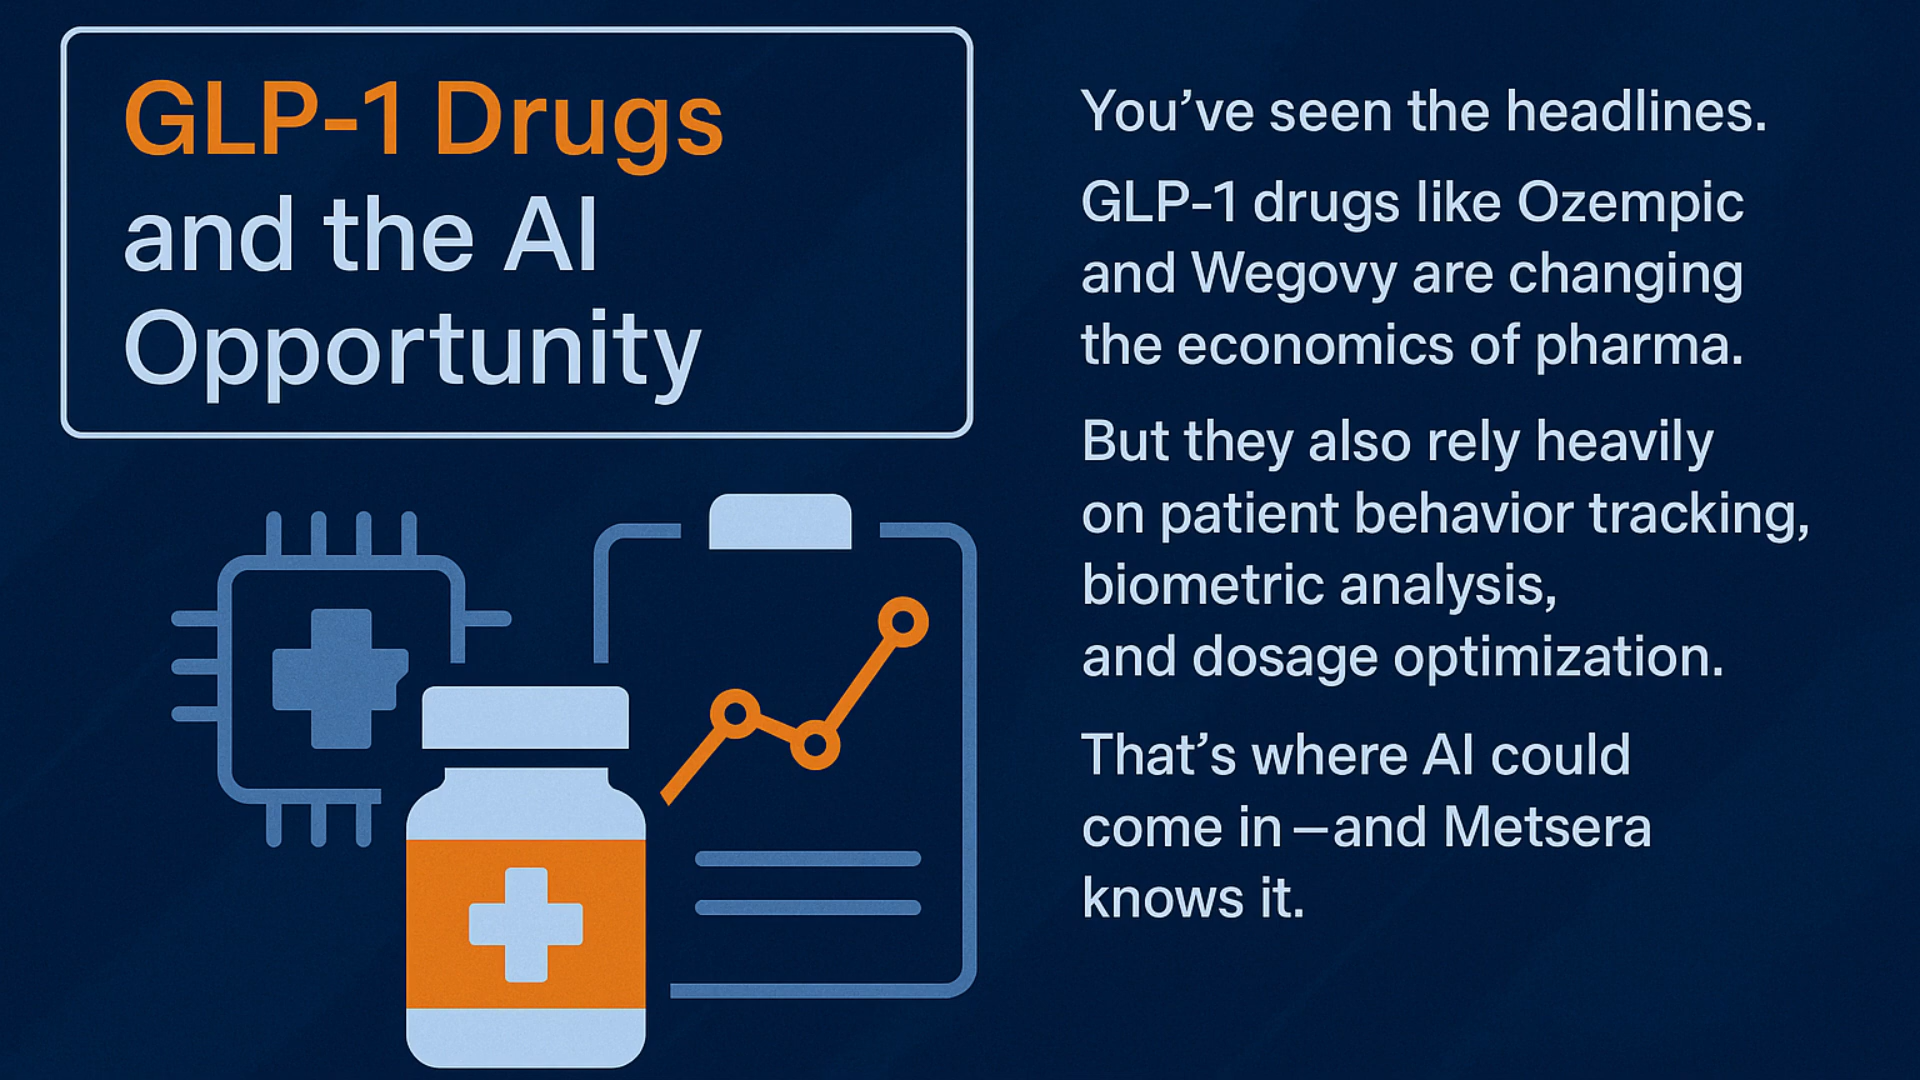 GLP-1 Drugs
and the AI
Opportunity
You’ve seen the headlines.
GLP-1 drugs like Ozempic
and Wegovy are changing
the economics of pharma.
But they also rely heavily
on patient behavior tracking,
biometric analysis,
and dosage optimization.
That’s where AI could
come in—and Metsera
knows it.